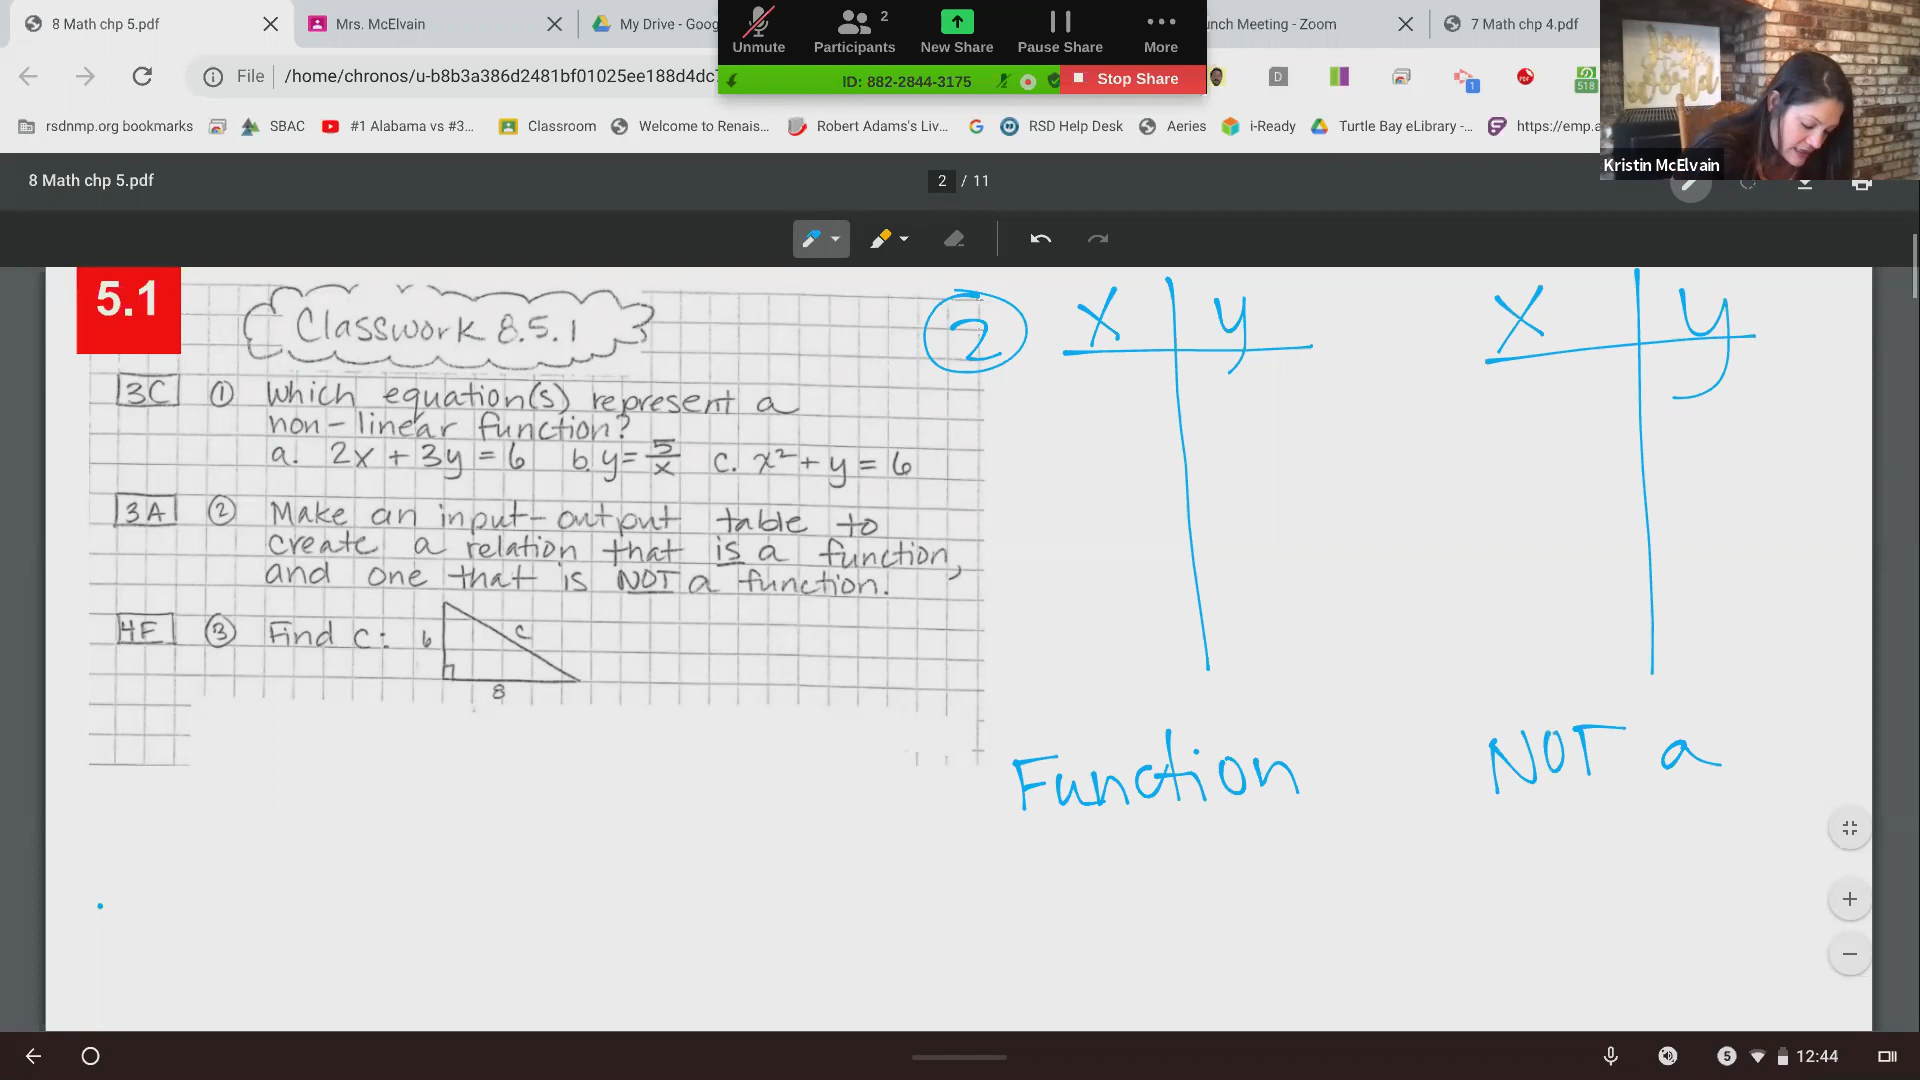 8 Math chp 5.pdf
Mrs. McElvain
My Drive - Goog
unch Meeting - Zoom
7 Math chp 4.pdf
Unmute
Participants 2
New Share
Pause Share
More
File /home/chronos/u-b8b3a386d2481bf01025ee188d4dc
ID: 882-2844-3175
Stop Share
D
1
PDF
518
rsdnmp.org bookmarks
SBAC
#1 Alabama vs #3...
Classroom
Welcome to Renais...
Robert Adams's Liv...
RSD Help Desk
Aeries
i-Ready
Turtle Bay eLibrary -...
https://emp.a
Kristin McElvain
8 Math chp 5.pdf
2 / 11
5.1
Classwork 8.5.1
3C ① Which equation(s) represent a
non-linear function?
a. 2x + 3y = 6 b. y = 5/x c. x² + y = 6
3A ② Make an input-output table to
create a relation that is a function,
and one that is NOT a function.
4E ③ Find c: 6 c
8
② x y
x y
Function
NOT a
5
12:44